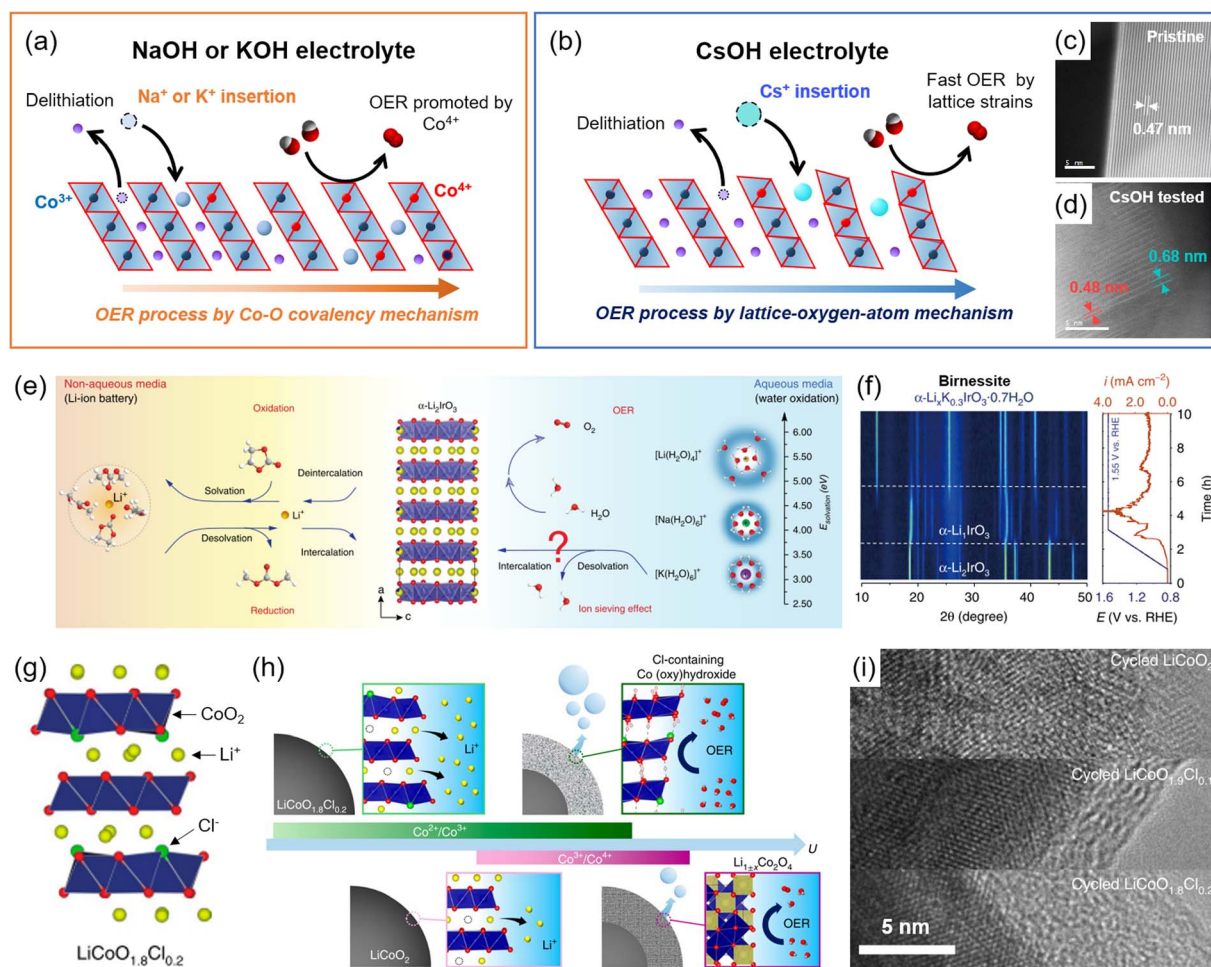 (a)
NaOH or KOH electrolyte
Delithiation
Na⁺ or K⁺ insertion
OER promoted by
Co⁴⁺
Co³⁺
Co⁴⁺
OER process by Co-O covalency mechanism
(b)
CsOH electrolyte
Delithiation
Cs⁺ insertion
Fast OER by
lattice strains
OER process by lattice-oxygen-atom mechanism
(c)
Pristine
0.47 nm
5 nm
(d)
CsOH tested
0.68 nm
0.48 nm
5 nm
(e)
Non-aqueous media
(Li-ion battery)
Oxidation
Deintercalation
Solvation
Li⁺
Li⁺
Desolvation
Intercalation
Reduction
α-Li₂IrO₃
a
c
OER
O₂
H₂O
?
Intercalation
Desolvation
Ion sieving effect
Aqueous media
(water oxidation)
[Li(H₂O)₄]⁺
[Na(H₂O)₆]⁺
[K(H₂O)₆]⁺
6.00
5.50
5.00
4.50
4.00
3.50
3.00
2.50
E solvation (eV)
(f)
Birnessite
α-LiₓK₀.₃IrO₃·0.7H₂O
α-Li₁IrO₃
α-Li₂IrO₃
10 20 30 40 50
2θ (degree)
i (mA cm⁻²)
4.0 2.0 0.0
1.55 V vs. RHE
10
8
6
4
2
0
Time (h)
1.6 1.2 0.8
E (V vs. RHE)
(g)
CoO₂
Li⁺
Cl⁻
LiCoO₁.₈Cl₀.₂
(h)
Cl-containing
Co (oxy)hydroxide
Li⁺
OER
LiCoO₁.₈Cl₀.₂
Co²⁺/Co³⁺
U
Co³⁺/Co⁴⁺
Li₁±ₓCo₂O₄
Li⁺
OER
LiCoO₂
(i)
Cycled LiCoO₂
Cycled LiCoO₁.₉Cl₀.₁
Cycled LiCoO₁.₈Cl₀.₂
5 nm